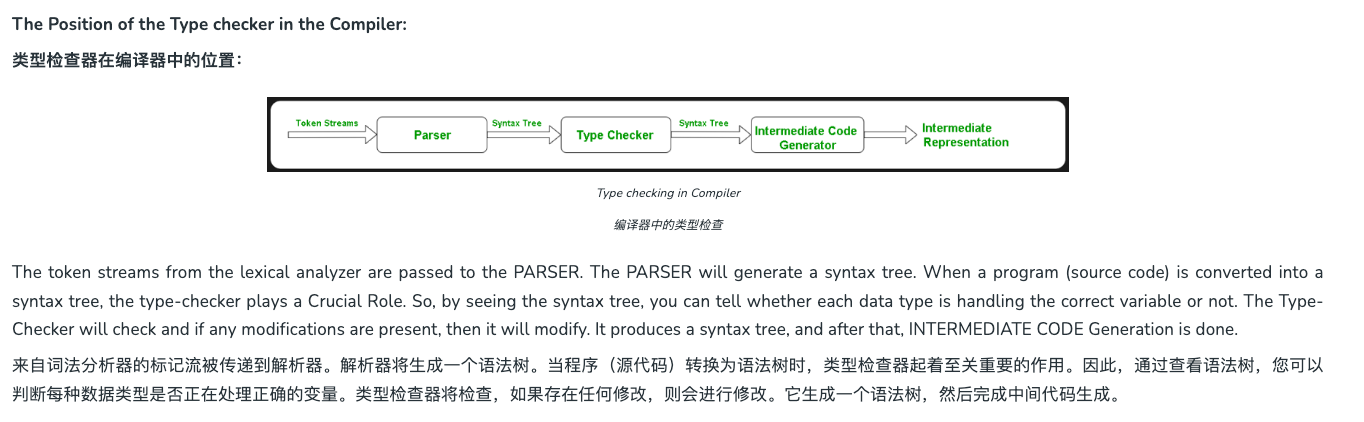 The Position of the Type checker in the Compiler:
类型检查器在编译器中的位置：
Token Streams
Parser
Syntax Tree
Type Checker
Syntax Tree
Intermediate Code
Generator
Intermediate
Representation
Type checking in Compiler
编译器中的类型检查
The token streams from the lexical analyzer are passed to the PARSER. The PARSER will generate a syntax tree. When a program (source code) is converted into a
syntax tree, the type-checker plays a Crucial Role. So, by seeing the syntax tree, you can tell whether each data type is handling the correct variable or not. The Type-
Checker will check and if any modifications are present, then it will modify. It produces a syntax tree, and after that, INTERMEDIATE CODE Generation is done.
来自词法分析器的标记流被传递到解析器。解析器将生成一个语法树。当程序（源代码）转换为语法树时，类型检查器起着至关重要的作用。因此，通过查看语法树，您可以
判断每种数据类型是否正在处理正确的变量。类型检查器将检查，如果存在任何修改，则会进行修改。它生成一个语法树，然后完成中间代码生成。